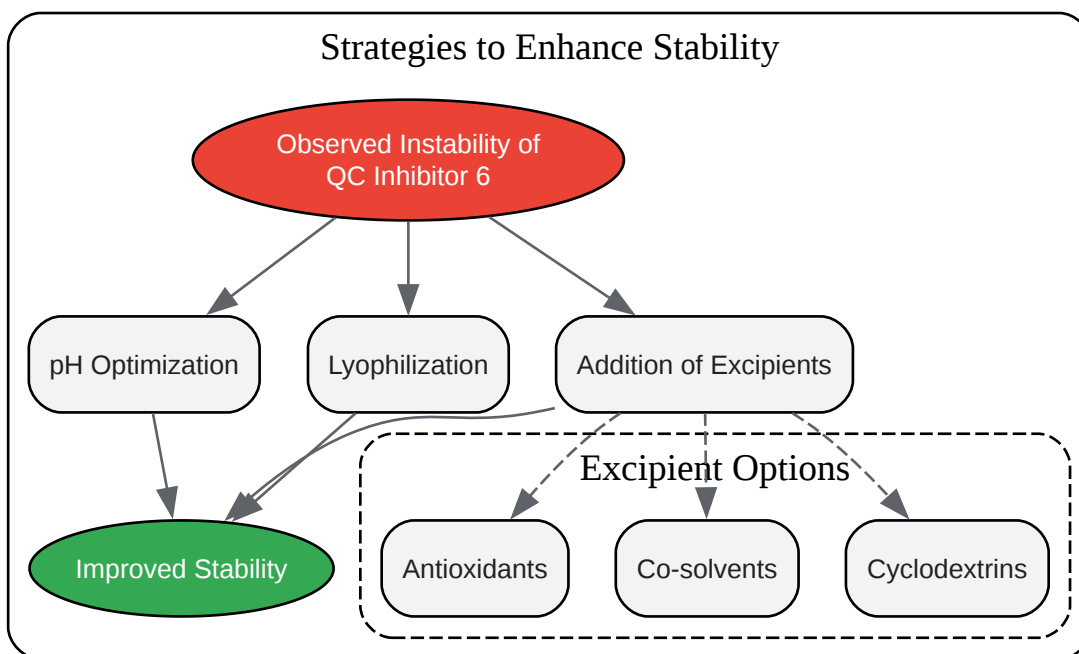 Strategies to Enhance Stability
Observed Instability of
QC Inhibitor 6
pH Optimization
Lyophilization
Addition of Excipients
Excipient Options
Improved Stability
Antioxidants
Co-solvents
Cyclodextrins